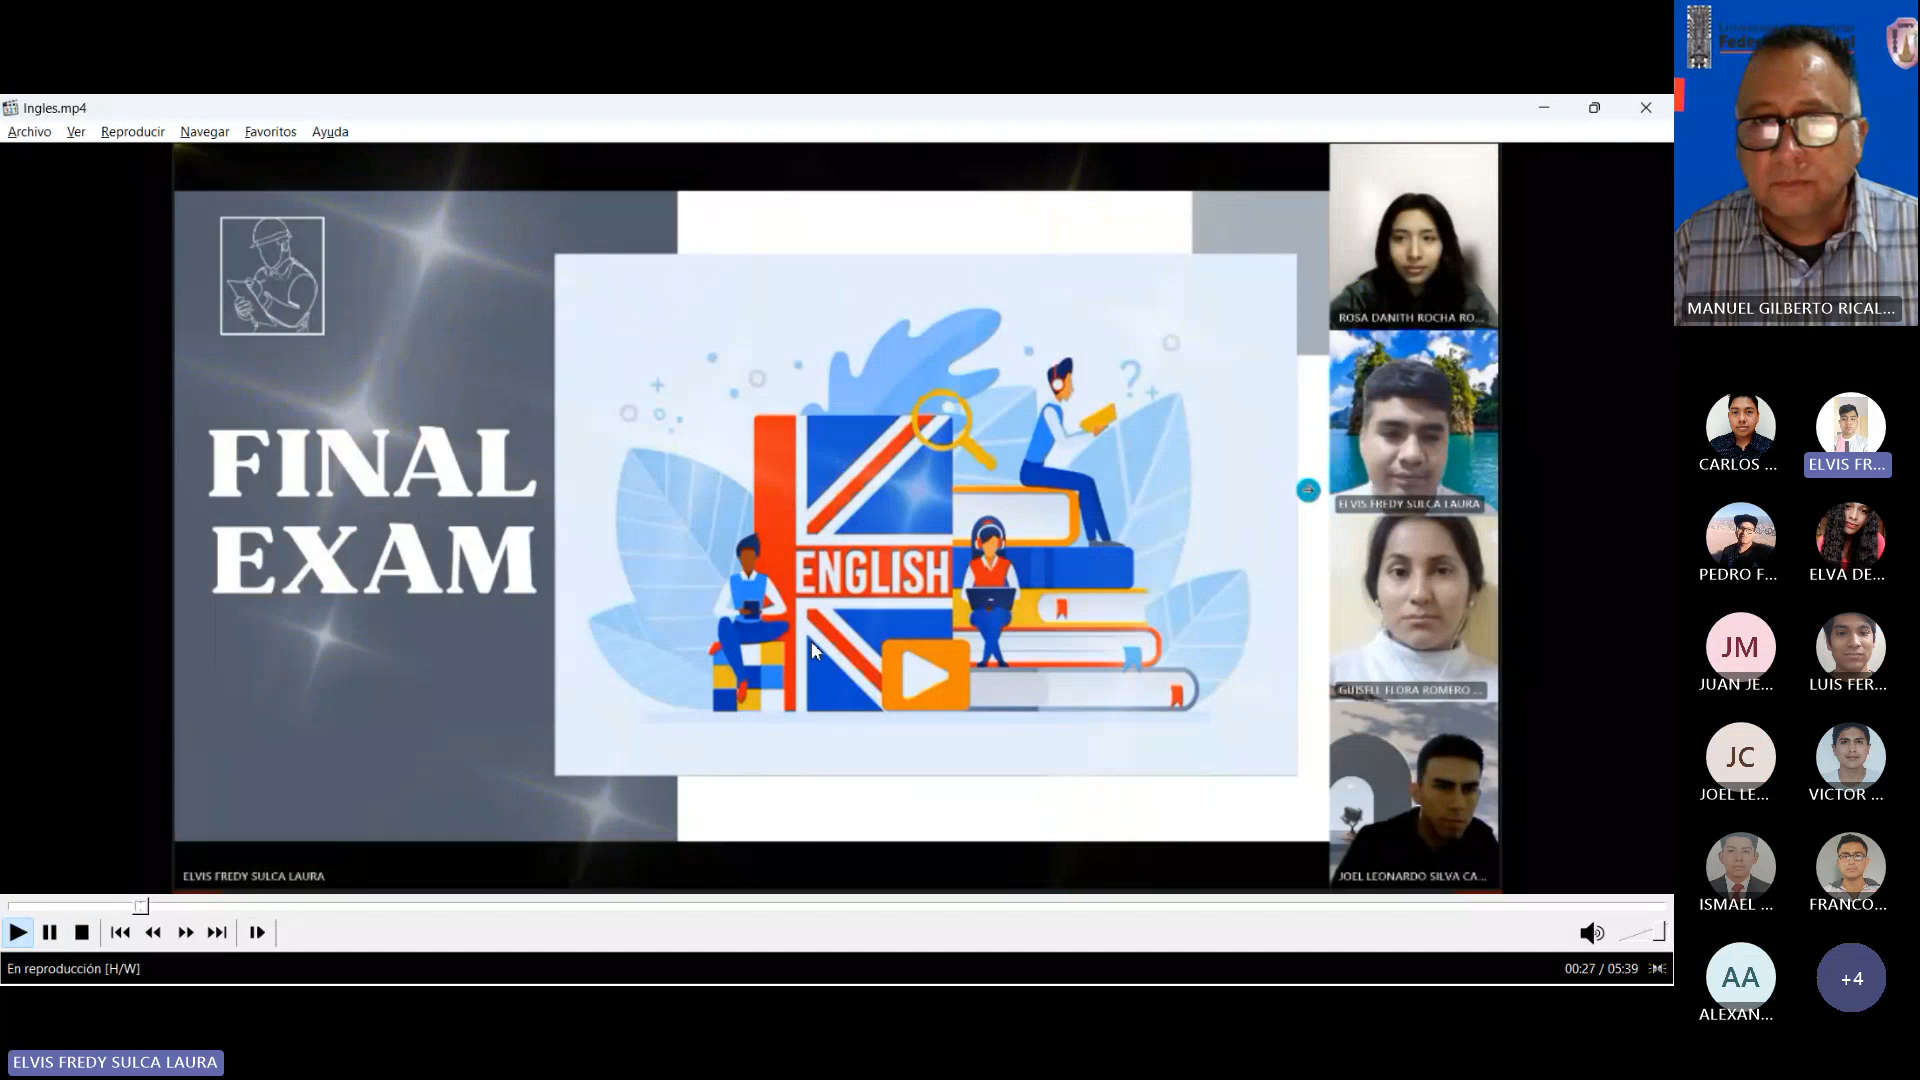 Ingles.mp4
Archivo Ver Reproducir Navegar Favoritos Ayuda
FINAL
EXAM
ENGLISH
ROSA DANITH ROCHA RO...
ELVIS FREDY SULCA LAURA
GUISELL FLORA ROMERO ...
JOEL LEONARDO SILVA CA...
ELVIS FREDY SULCA LAURA
En reproducción [H/W]
00:27 / 05:39
ELVIS FREDY SULCA LAURA
MANUEL GILBERTO RICAL...
CARLOS ...
ELVIS FR...
PEDRO F...
ELVA DE...
JM
JUAN JE...
LUIS FER...
JC
JOEL LE...
VICTOR ...
ISMAEL ...
FRANCO...
AA
ALEXAN...
+4